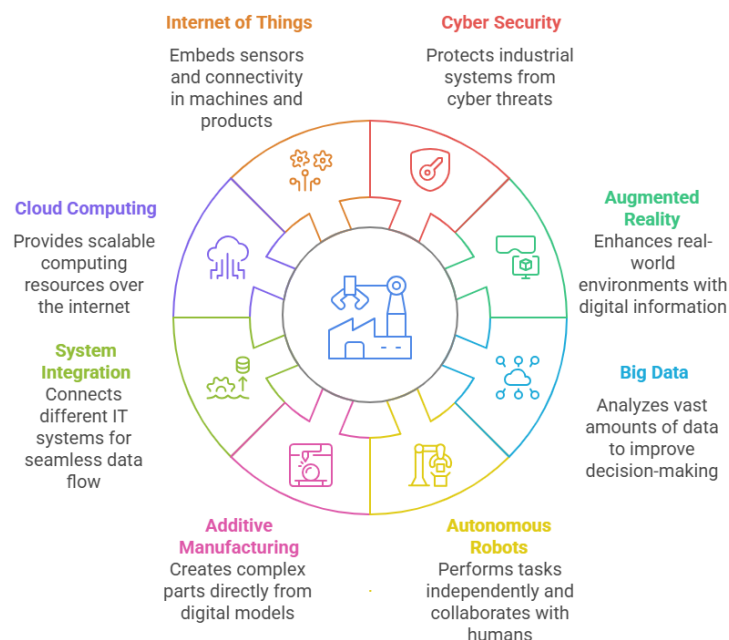 Internet of Things
Embeds sensors
and connectivity
in machines and
products
Cyber Security
Protects industrial
systems from
cyber threats
Augmented
Reality
Enhances real-
world
environments with
digital information
Big Data
Analyzes vast
amounts of data
to improve
decision-making
Autonomous
Robots
Performs tasks
independently and
collaborates with
humans
Additive
Manufacturing
Creates complex
parts directly from
digital models
System
Integration
Connects
different IT
systems for
seamless data
flow
Cloud Computing
Provides scalable
computing
resources over
the internet